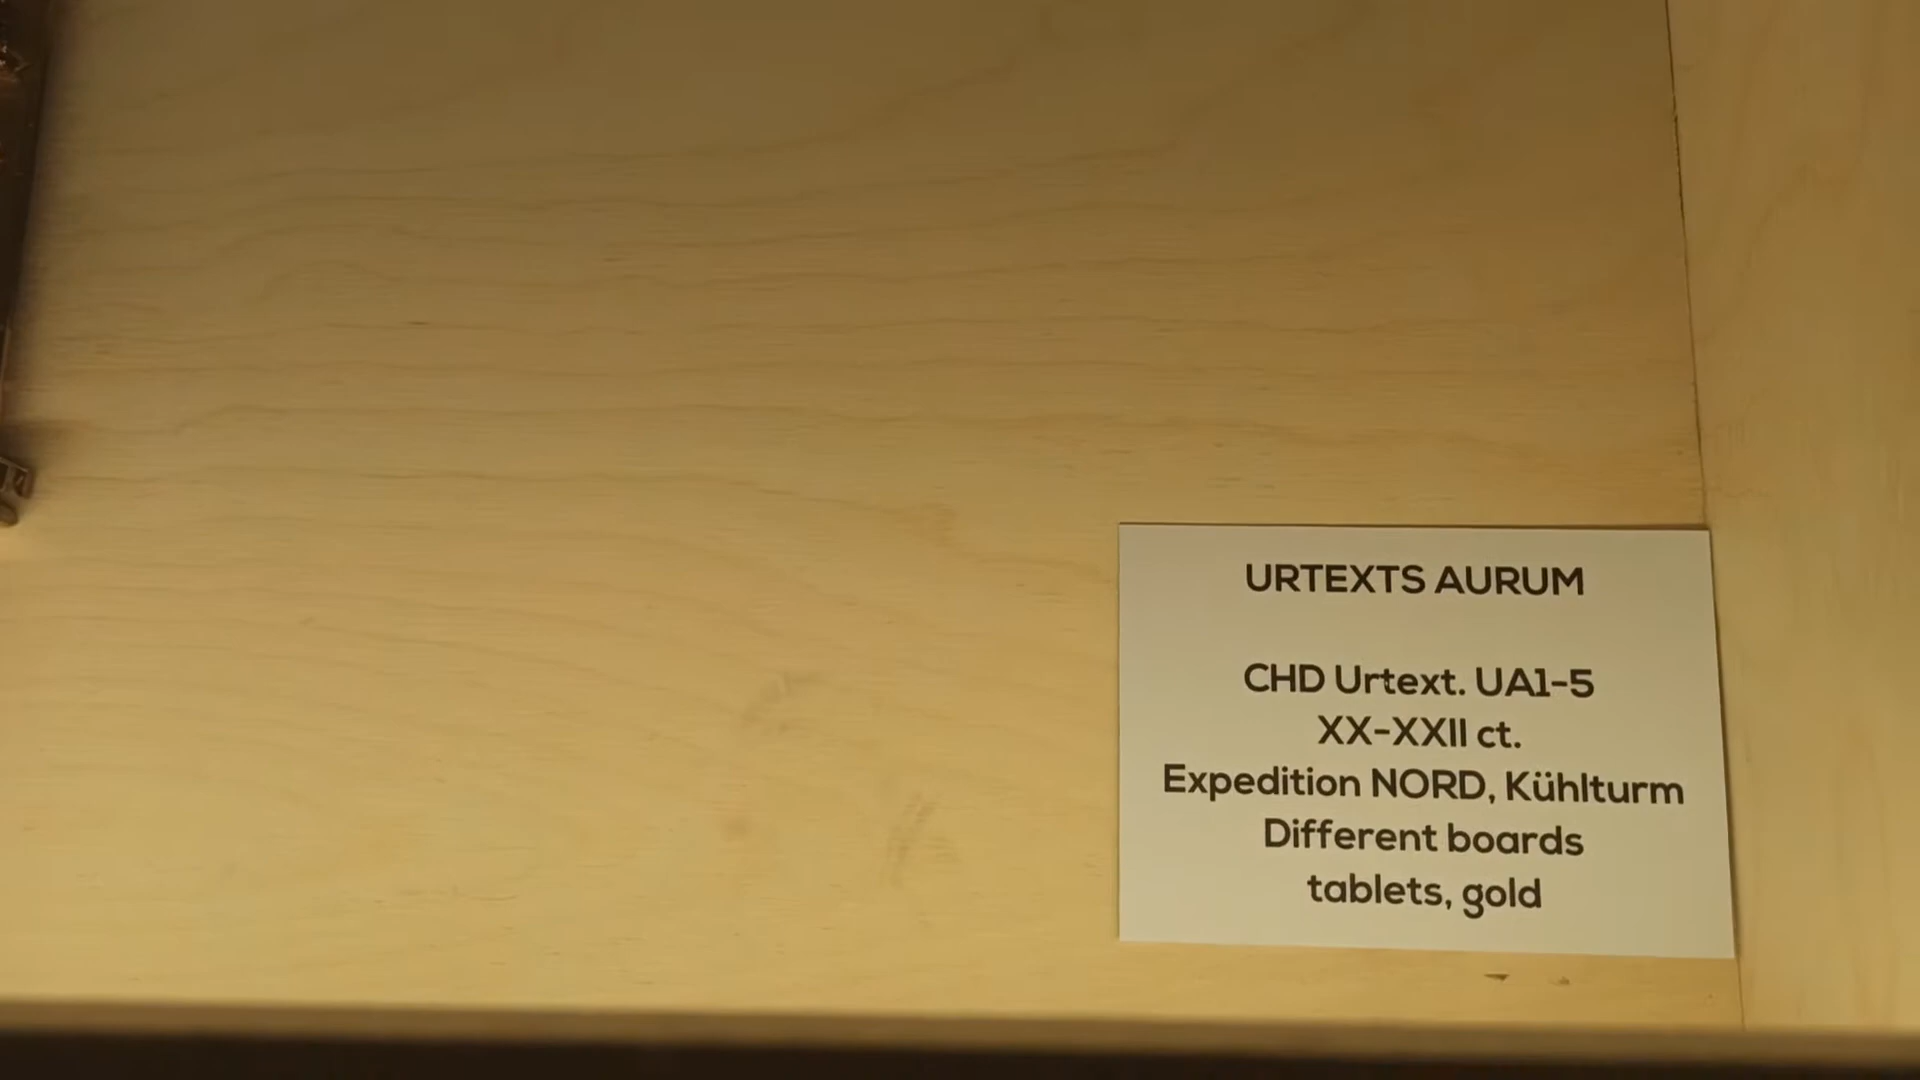 URTEXTS AURUM
CHD Urtext. UA1-5
XX-XXII ct.
Expedition NORD, Kühlturm
Different boards
tablets, gold